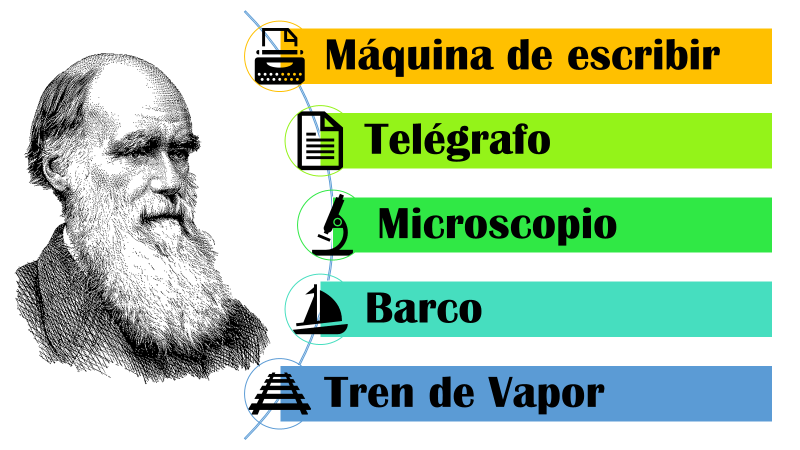 Máquina de escribir
Telégrafo
Microscopio
Barco
Tren de Vapor